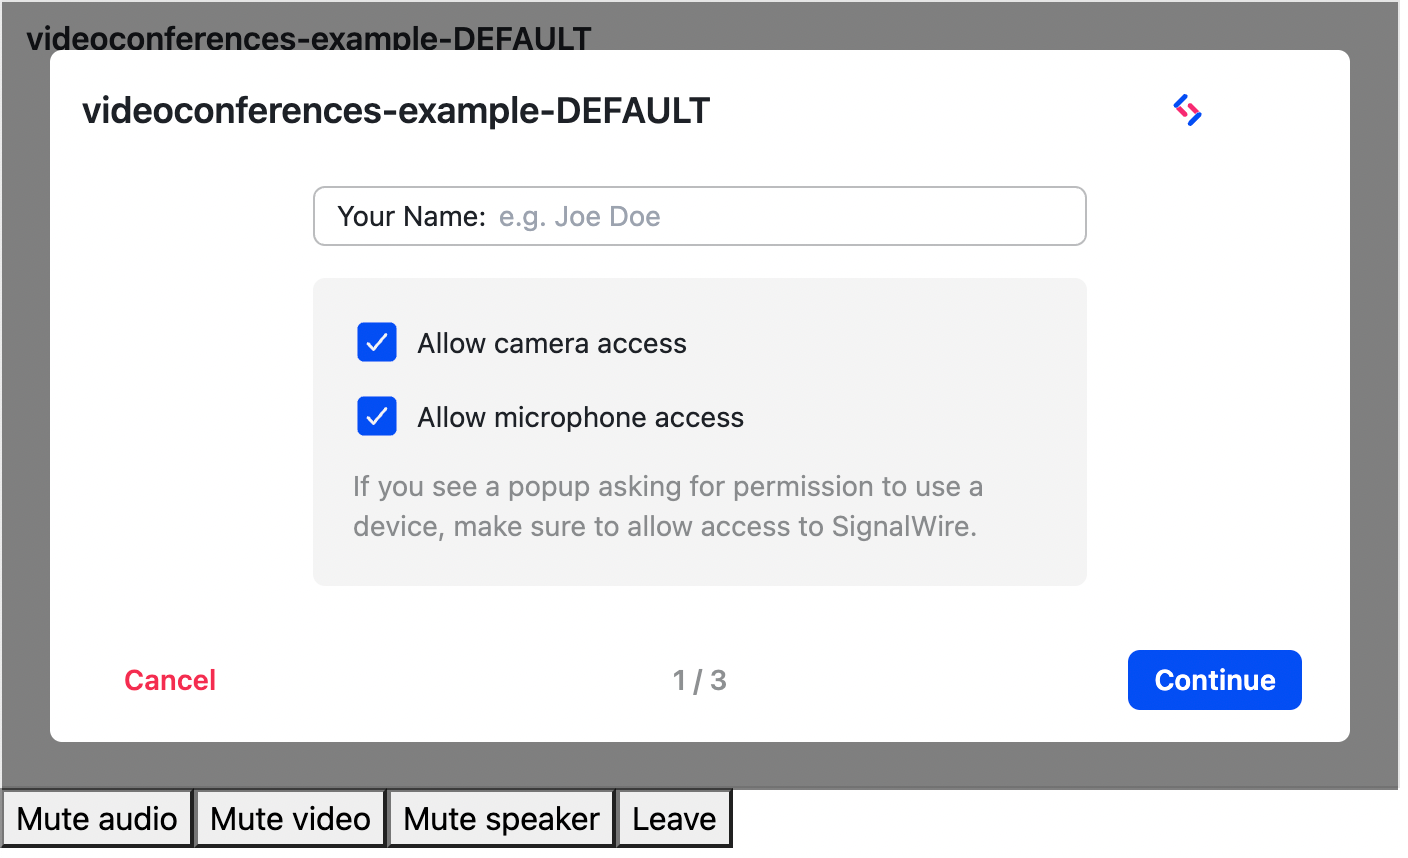 videoconferences-example-DEFAULT
videoconferences-example-DEFAULT
Your Name: e.g. Joe Doe
Allow camera access
Allow microphone access
If you see a popup asking for permission to use a
device, make sure to allow access to SignalWire.
Cancel
1 / 3
Continue
Mute audio
Mute video
Mute speaker
Leave